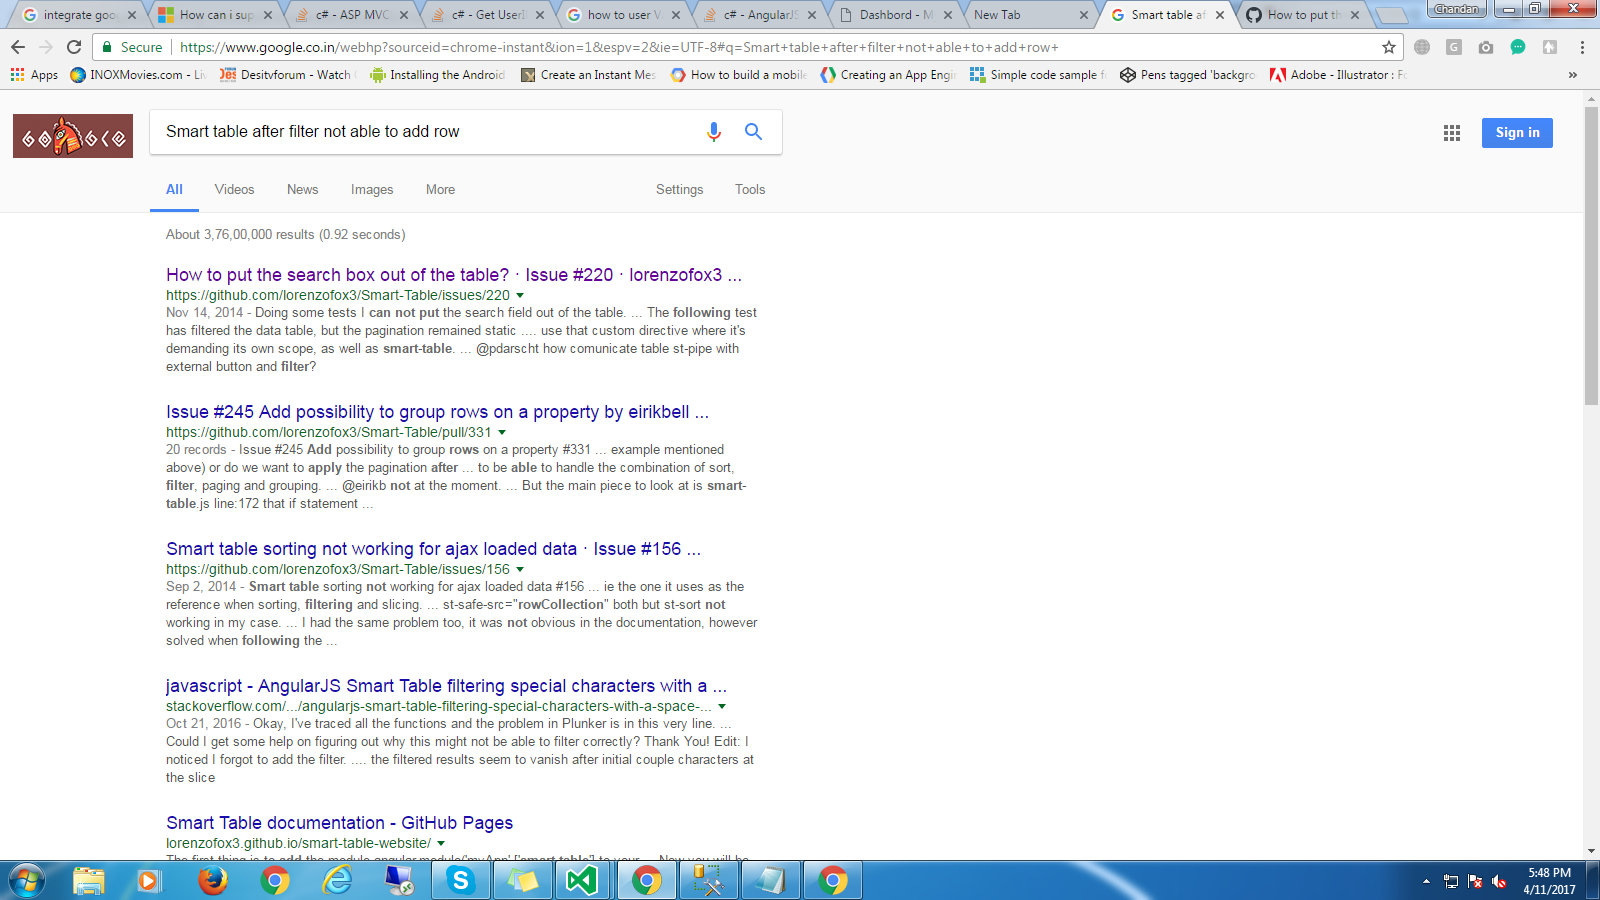 integrate goo
How can i sup
c# - ASP MVC
c# - Get UserI
how to user V
c# - AngularJS
Dashbord - M
New Tab
Smart table af
How to put th
Chandan
Secure
https://www.google.co.in/webhp?sourceid=chrome-instant&ion=1&espv=2&ie=UTF-8#q=Smart+table+after+filter+not+able+to+add+row+
Apps
INOXMovies.com - Liv
Desitvforum - Watch
Installing the Android
Create an Instant Mes
How to build a mobile
Creating an App Engi
Simple code sample f
Pens tagged 'backgro
Adobe - Illustrator : Fo
»
Smart table after filter not able to add row
Sign in
All
Videos
News
Images
More
Settings
Tools
About 3,76,00,000 results (0.92 seconds)
How to put the search box out of the table? · Issue #220 · lorenzofox3 ...
https://github.com/lorenzofox3/Smart-Table/issues/220
Nov 14, 2014 - Doing some tests I can not put the search field out of the table. ... The following test
has filtered the data table, but the pagination remained static .... use that custom directive where it's
demanding its own scope, as well as smart-table. ... @pdarscht how comunicate table st-pipe with
external button and filter?
Issue #245 Add possibility to group rows on a property by eirikbell ...
https://github.com/lorenzofox3/Smart-Table/pull/331
20 records - Issue #245 Add possibility to group rows on a property #331 ... example mentioned
above) or do we want to apply the pagination after ... to be able to handle the combination of sort,
filter, paging and grouping. ... @eirikb not at the moment. ... But the main piece to look at is smart-
table.js line:172 that if statement ...
Smart table sorting not working for ajax loaded data · Issue #156 ...
https://github.com/lorenzofox3/Smart-Table/issues/156
Sep 2, 2014 - Smart table sorting not working for ajax loaded data #156 ... ie the one it uses as the
reference when sorting, filtering and slicing. ... st-safe-src="rowCollection" both but st-sort not
working in my case. ... I had the same problem too, it was not obvious in the documentation, however
solved when following the ...
javascript - AngularJS Smart Table filtering special characters with a ...
stackoverflow.com/.../angularjs-smart-table-filtering-special-characters-with-a-space-...
Oct 21, 2016 - Okay, I've traced all the functions and the problem in Plunker is in this very line. ...
Could I get some help on figuring out why this might not be able to filter correctly? Thank You! Edit: I
noticed I forgot to add the filter. .... the filtered results seem to vanish after initial couple characters at
the slice
Smart Table documentation - GitHub Pages
lorenzofox3.github.io/smart-table-website/
The first thing is to add the module angular.module('myApp',['smart-table']) to your ... Now you will be
5:48 PM
4/11/2017